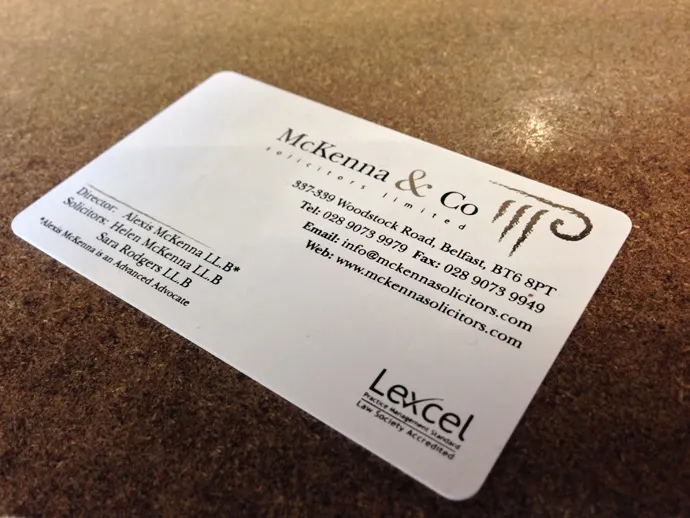 McKenna & Co
solicitors limited
337-339 Woodstock Road, Belfast, BT6 8PT
Tel: 028 9073 9979 Fax: 028 9073 9949
Email: info@mckennasolicitors.com
Web: www.mckennasolicitors.com
Director: Alexis McKenna LL.B*
Solicitors: Helen McKenna LL.B
Sara Rodgers LL.B
*Alexis McKenna is an Advanced Advocate
Lexcel
Practice Management Standard
Law Society Accredited